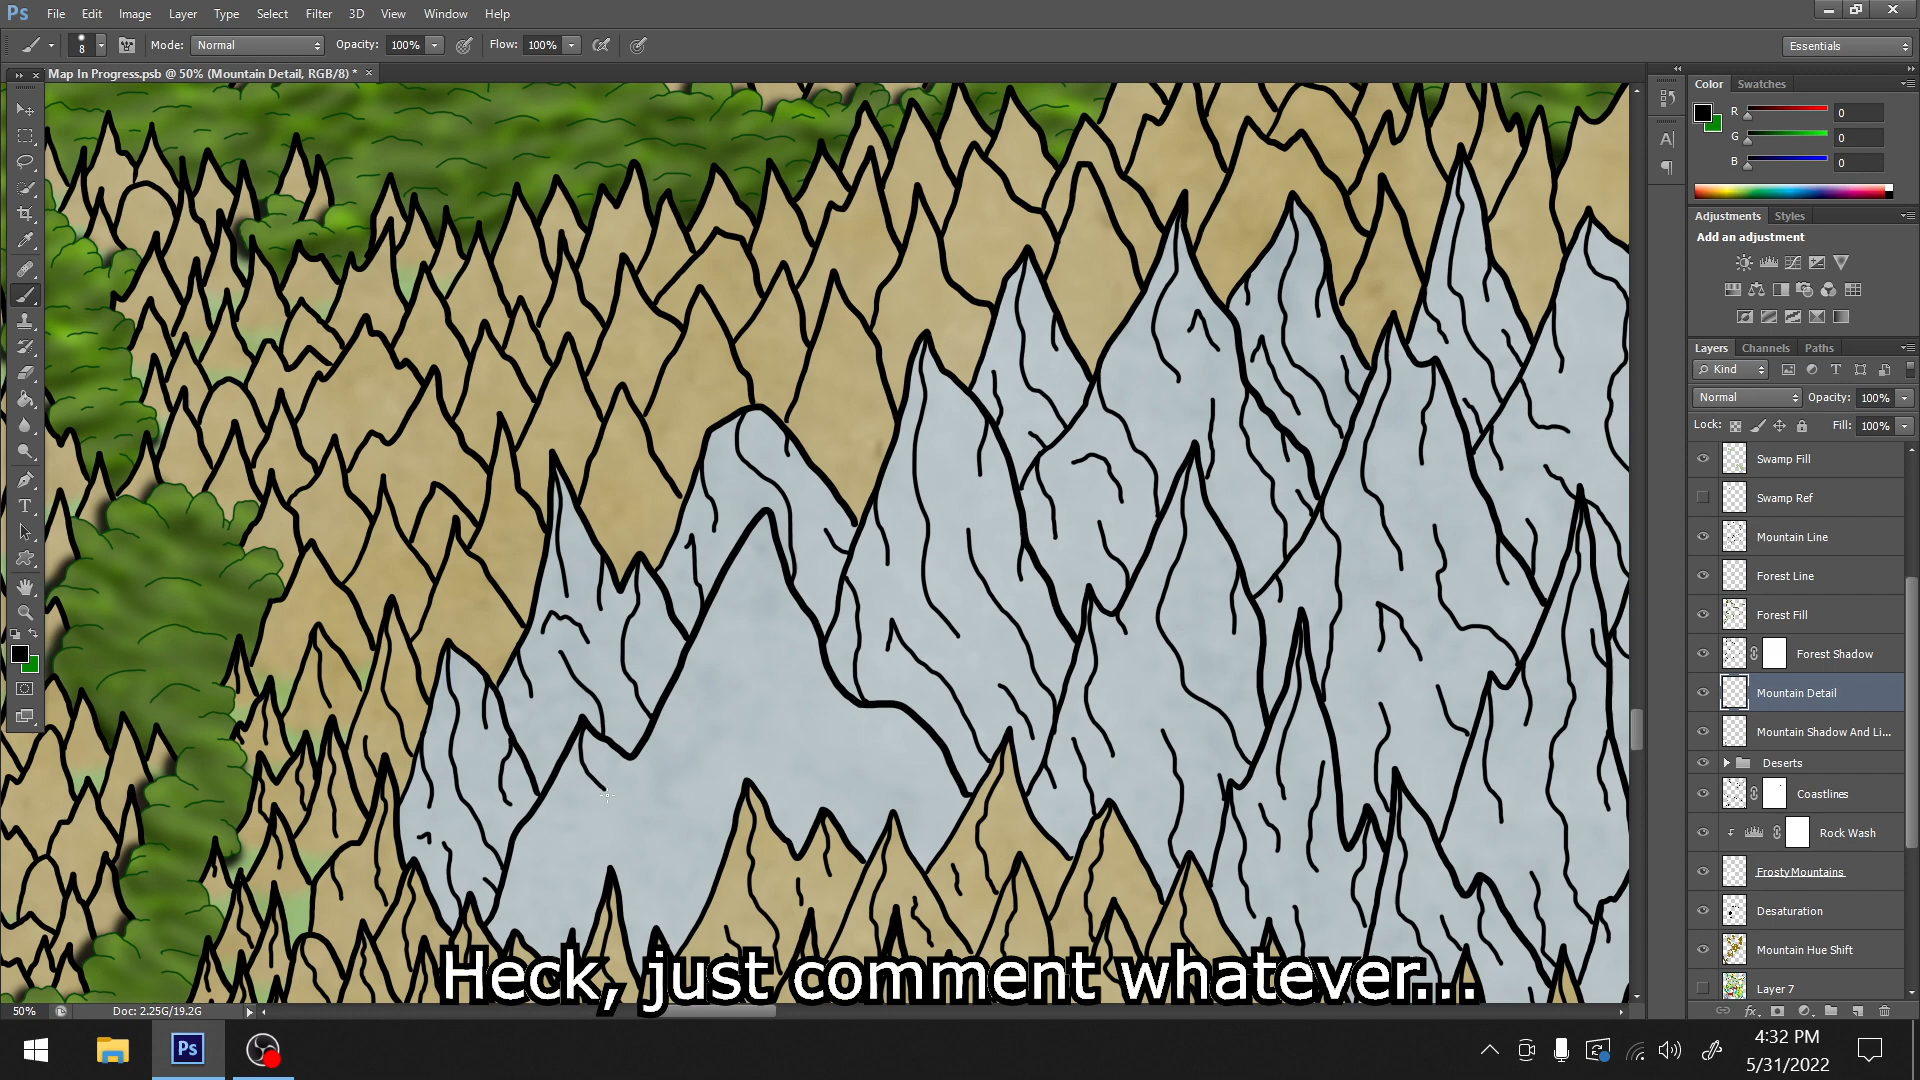 Ps File Edit Image Layer Type Select Filter 3D View Window Help
8 Mode: Normal Opacity: 100% Flow: 100% Essentials
Map In Progress.psb @ 50% (Mountain Detail, RGB/8) * ×
Color Swatches
R 0
G 0
B 0
Adjustments Styles
Add an adjustment
Layers Channels Paths
Kind
Normal Opacity: 100%
Lock: Fill: 100%
Swamp Fill
Swamp Ref
Mountain Line
Forest Line
Forest Fill
Forest Shadow
Mountain Detail
Mountain Shadow And Li...
Deserts
Coastlines
Rock Wash
FrostyMountains
Desaturation
Mountain Hue Shift
Layer 7
Heck, just comment whatever...
50% Doc: 2.25G/19.2G
Ps
4:32 PM
5/31/2022